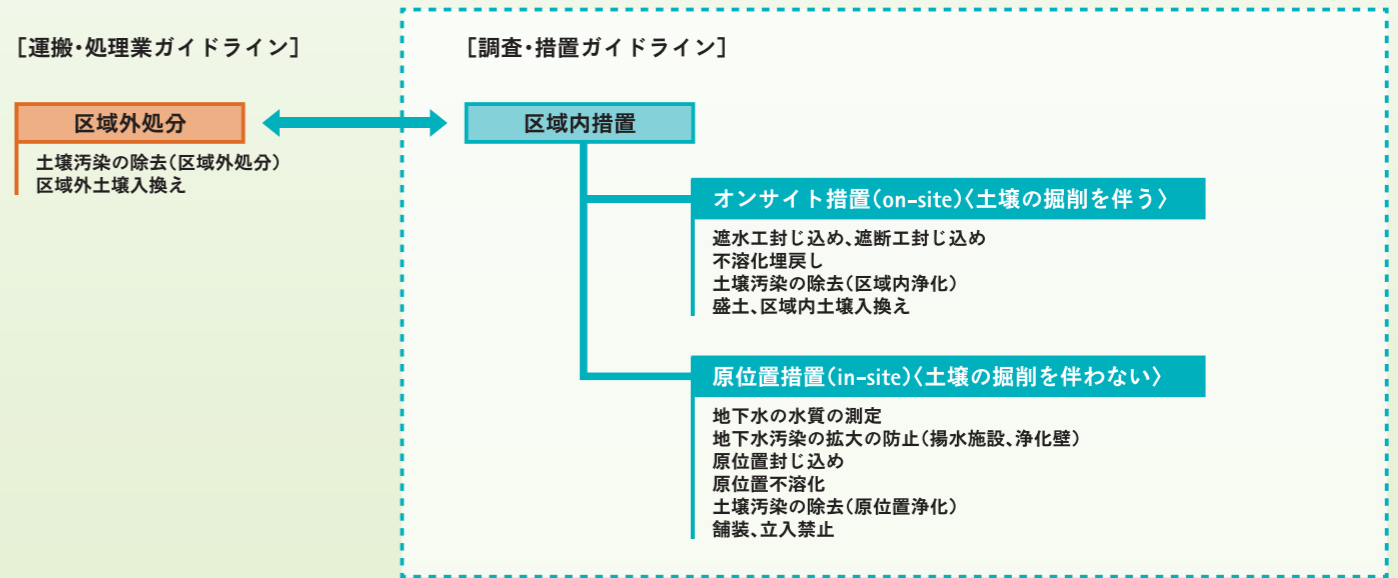 [運搬・処理業ガイドライン]
区域外処分
土壌汚染の除去(区域外処分)
区域外土壌入換え
[調査・措置ガイドライン]
区域内措置
オンサイト措置(on-site)〈土壌の掘削を伴う〉
遮水工封じ込め、遮断工封じ込め
不溶化埋戻し
土壌汚染の除去(区域内浄化)
盛土、区域内土壌入換え
原位置措置(in-site)〈土壌の掘削を伴わない〉
地下水の水質の測定
地下水汚染の拡大の防止(揚水施設、浄化壁)
原位置封じ込め
原位置不溶化
土壌汚染の除去(原位置浄化)
舗装、立入禁止